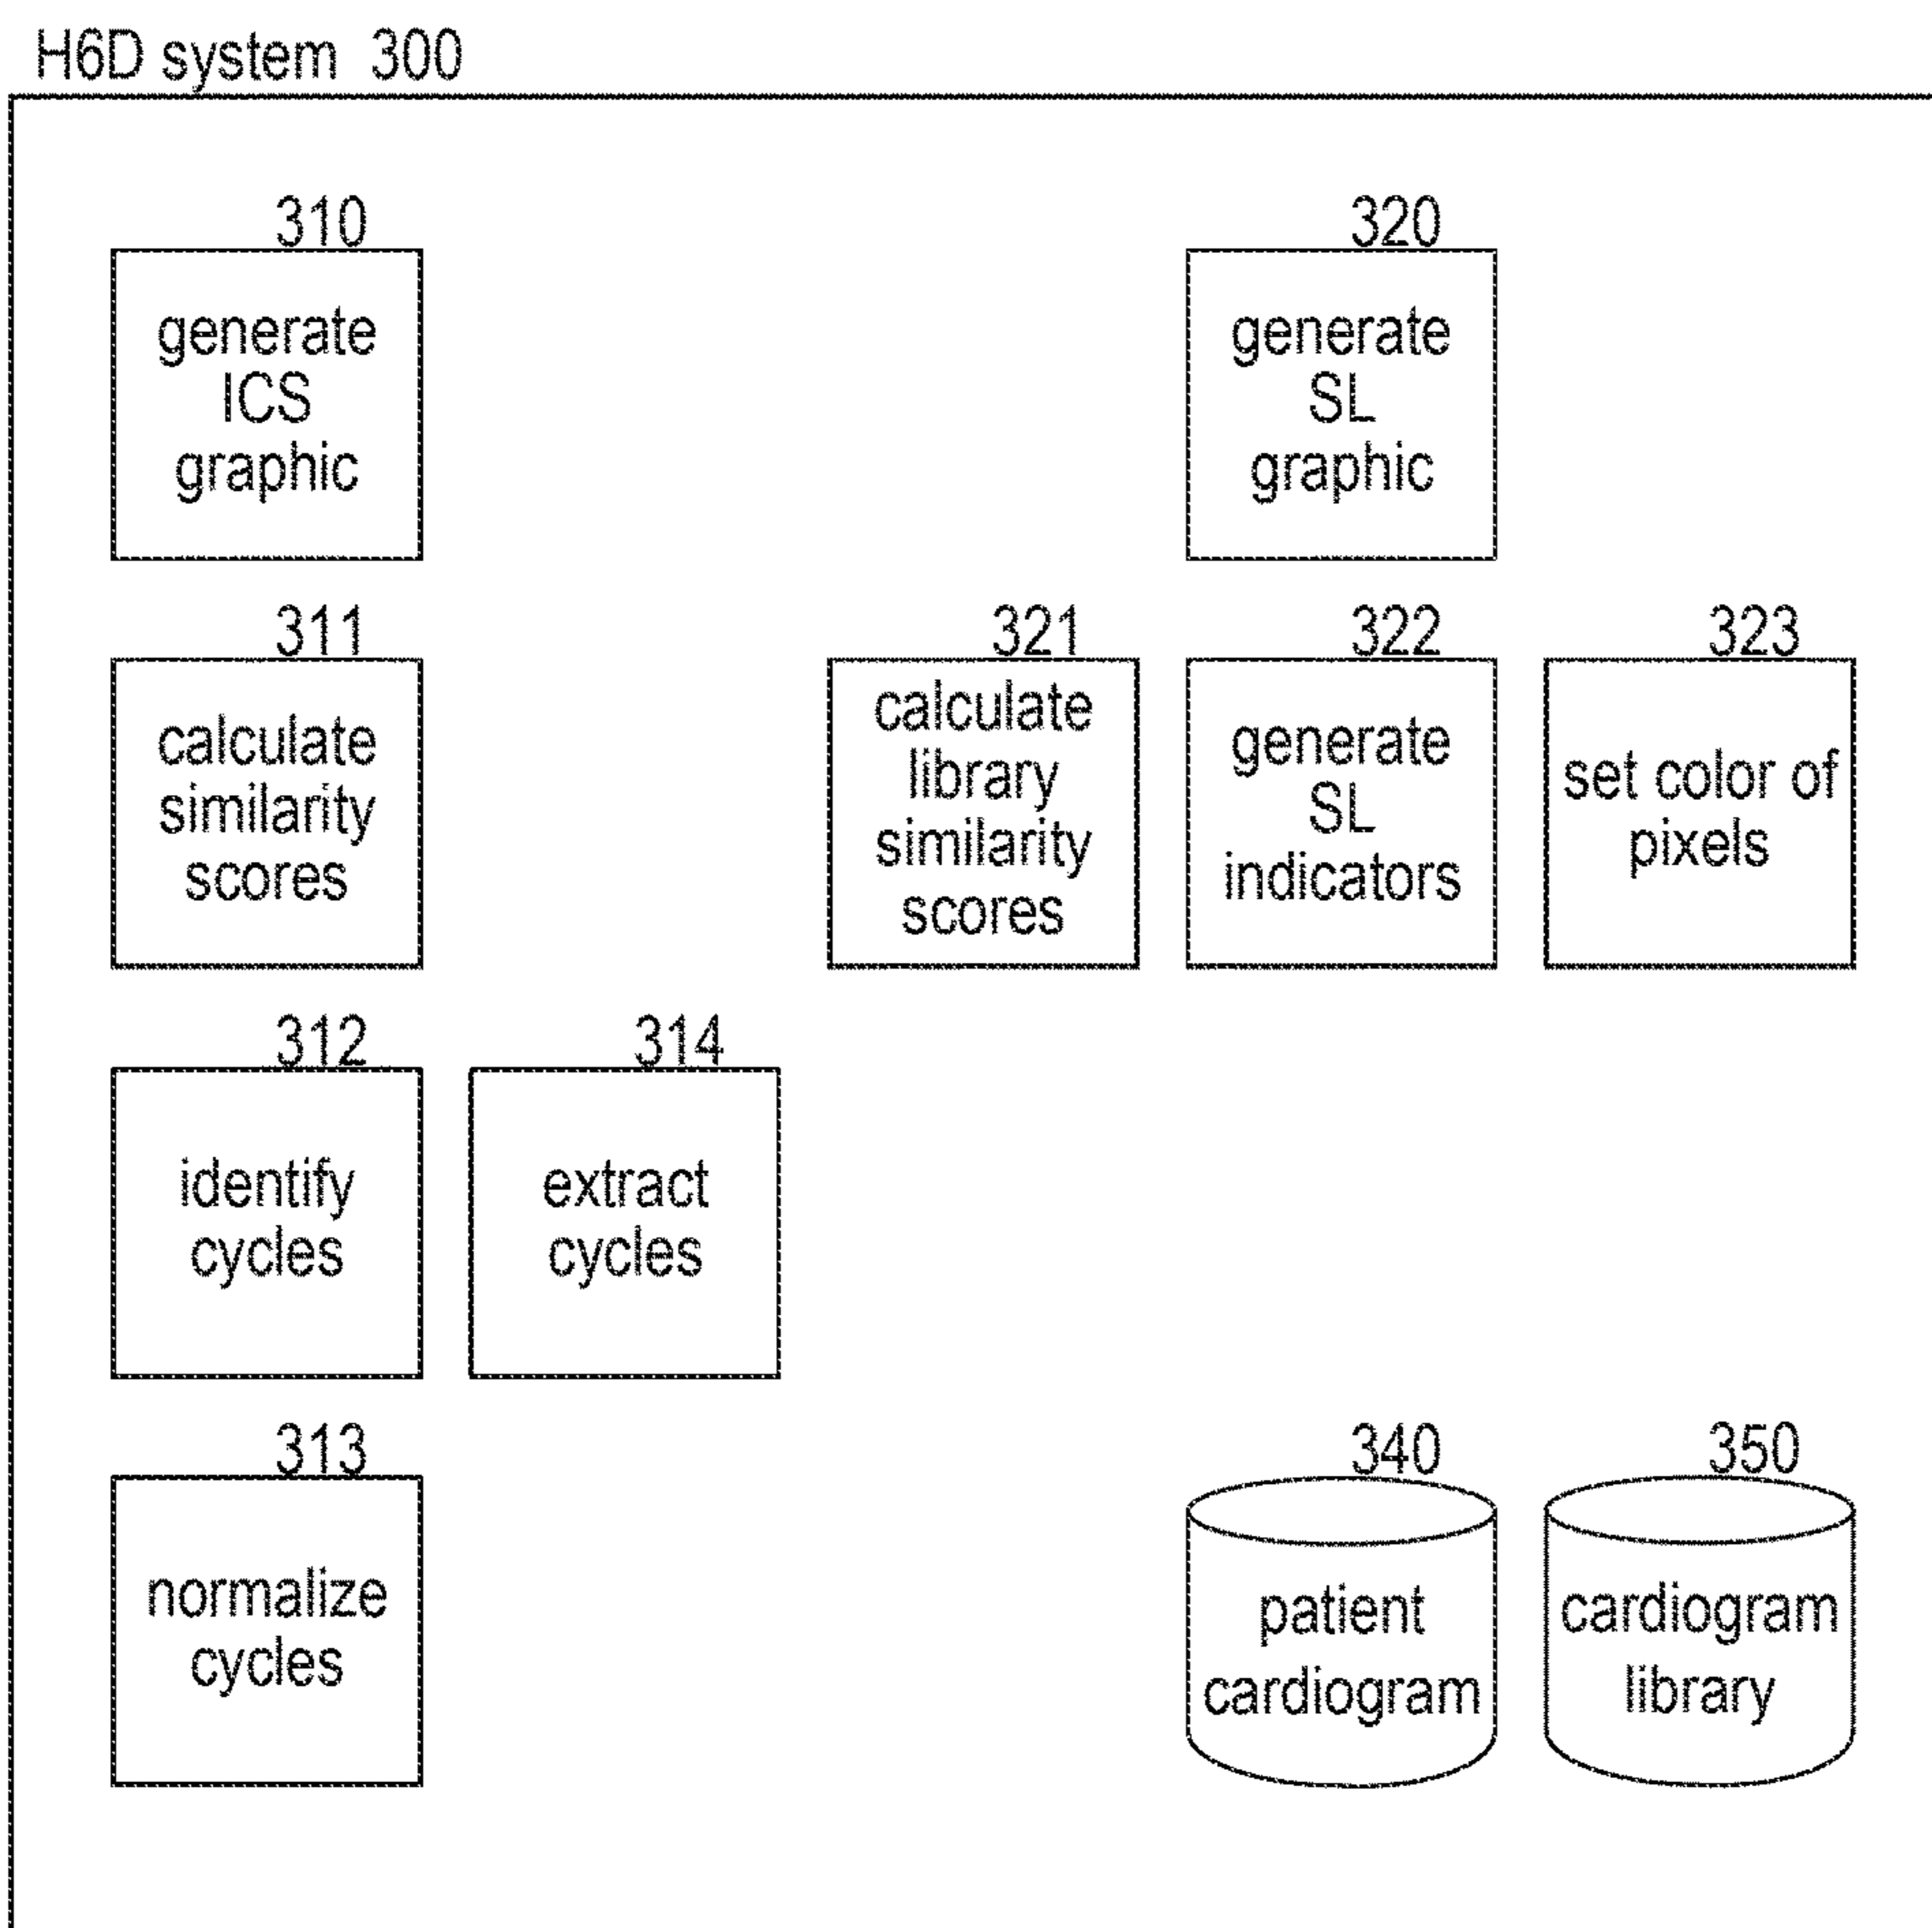 H6D system 300
310
generate
ICS
graphic
320
generate
SL
graphic
311
calculate
similarity
scores
321
calculate
library
similarity
scores
322
generate
SL
indicators
323
set color of
pixels
312
identify
cycles
314
extract
cycles
313
normalize
cycles
340
patient
cardiogram
350
cardiogram
library